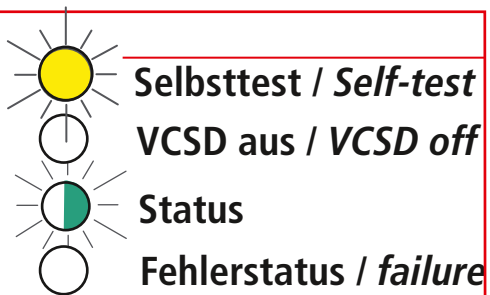 Selbsttest / Self-test
VCSD aus / VCSD off
Status
Fehlerstatus / failure